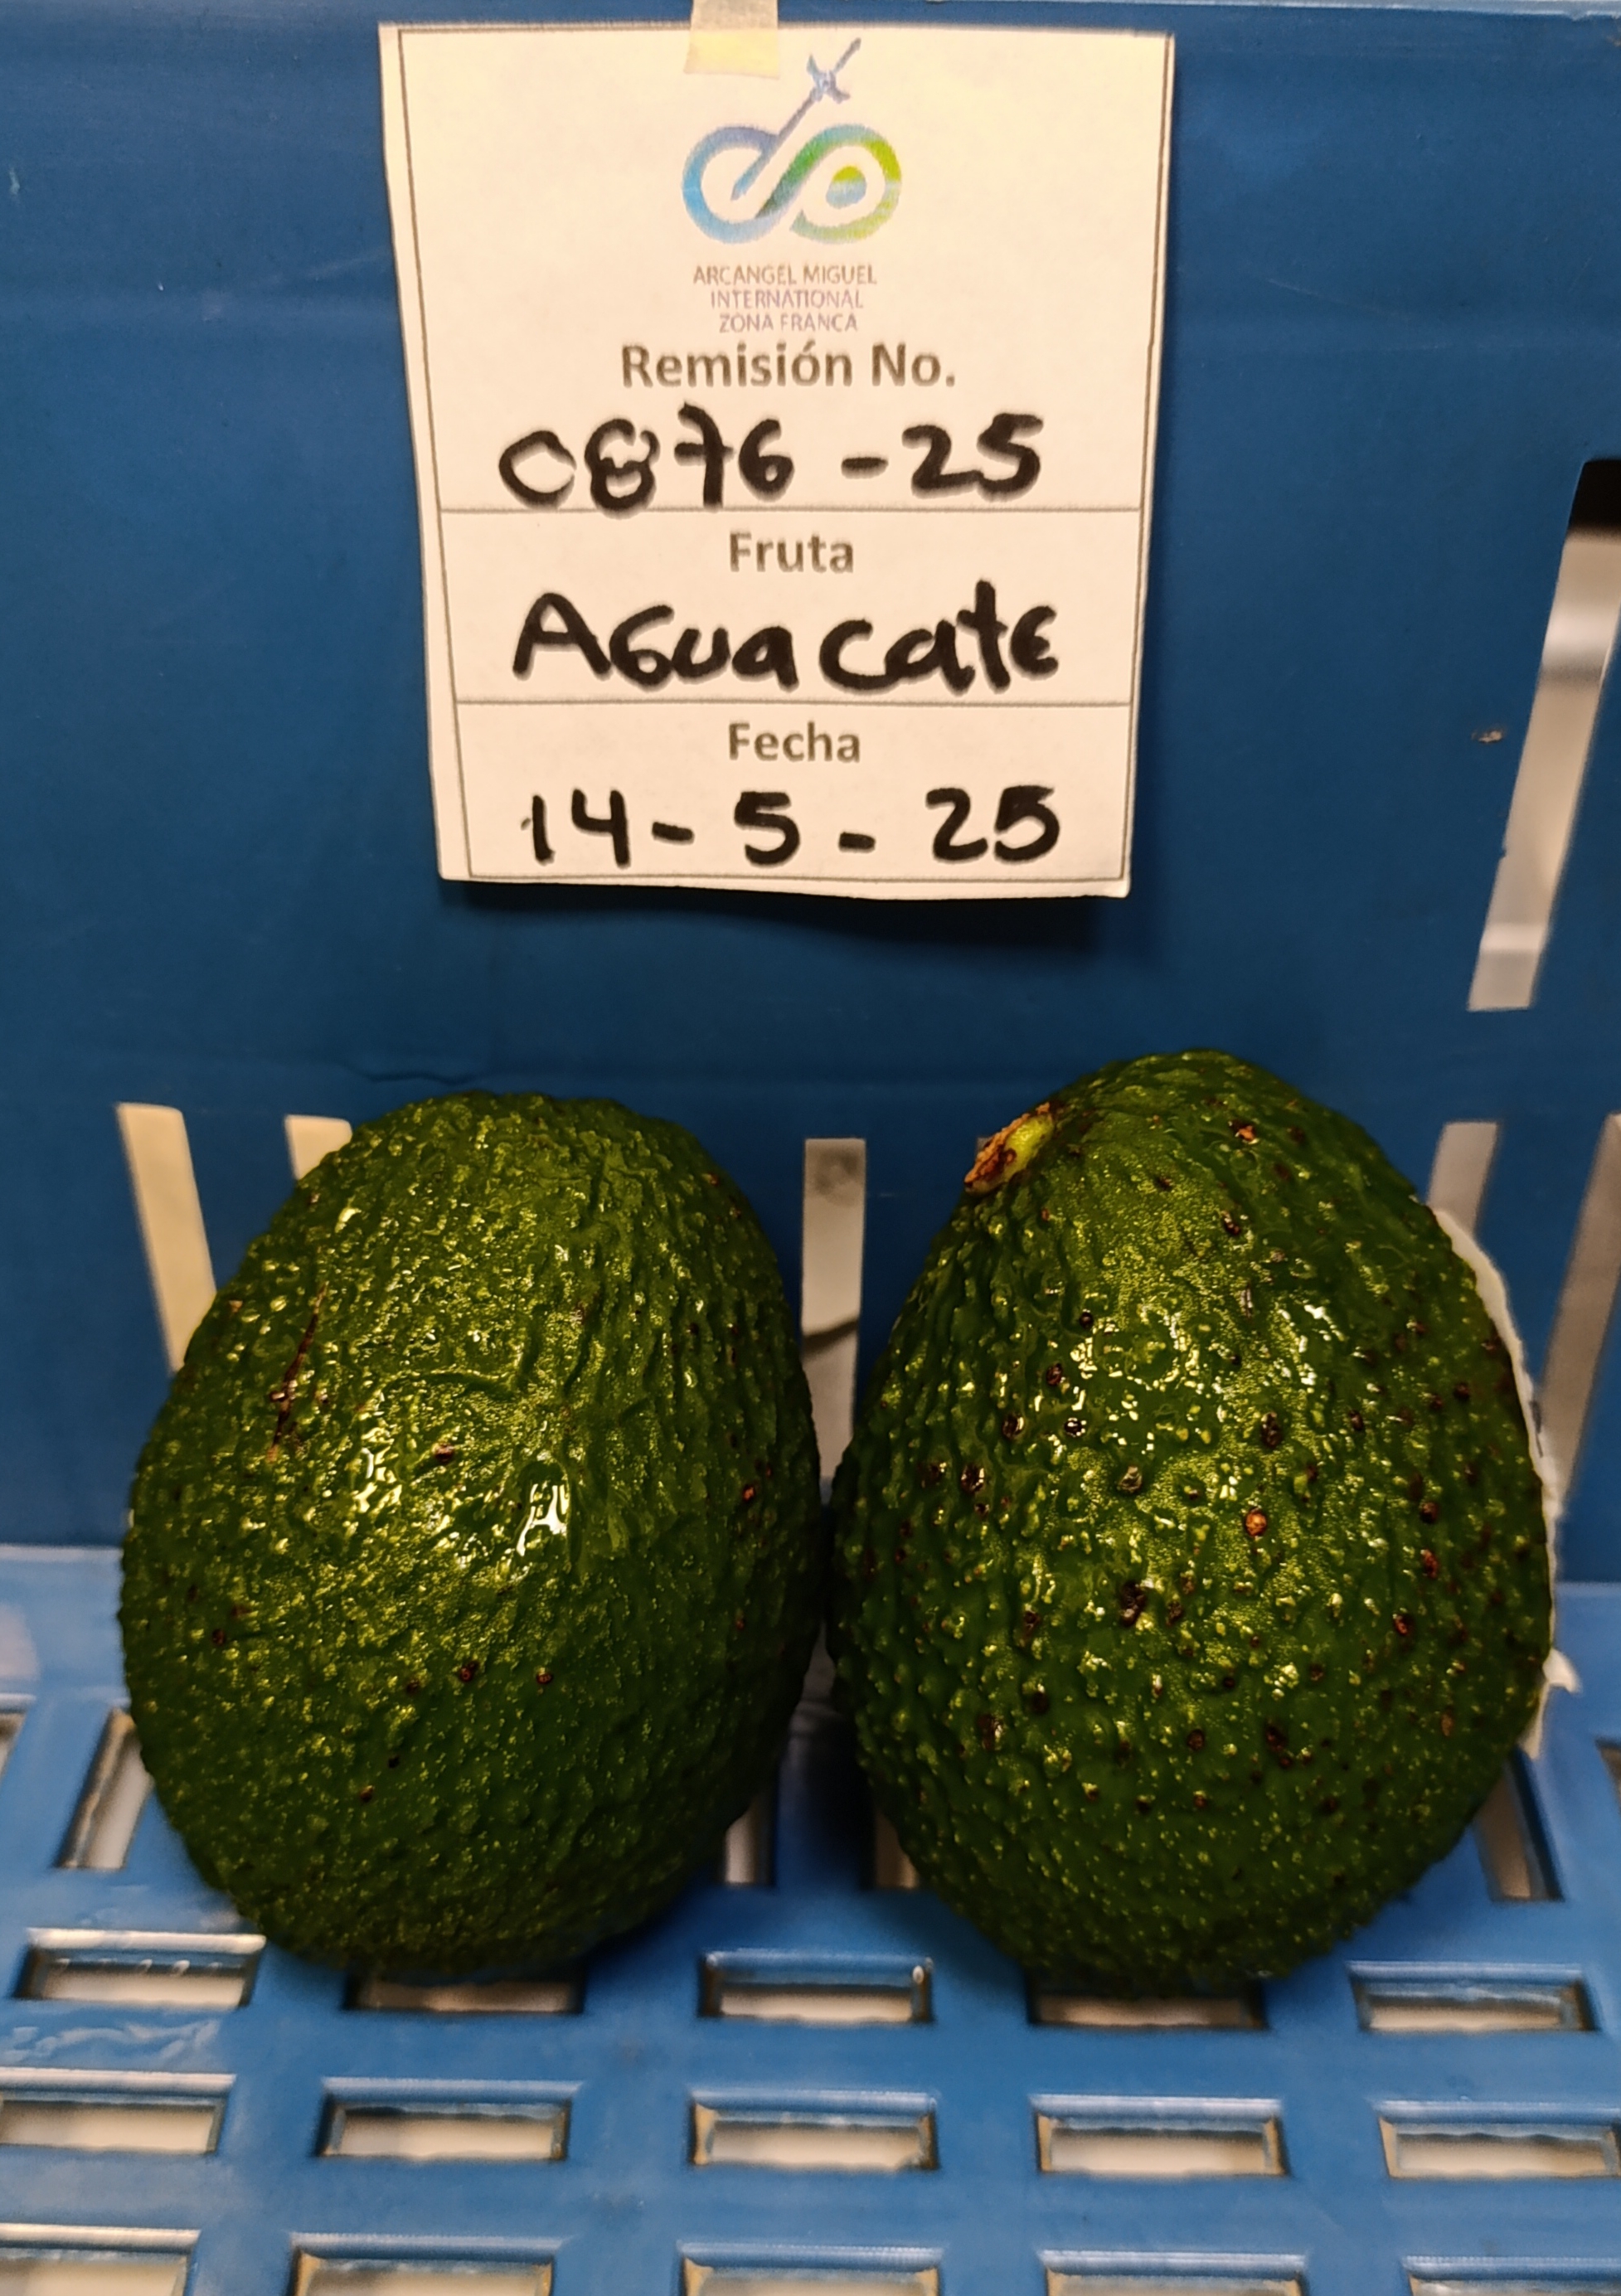 ARCANGEL MIGUEL
INTERNATIONAL
ZONA FRANCA
Remisión No.
0876-25
Fruta
Aguacate
Fecha
14-5-25